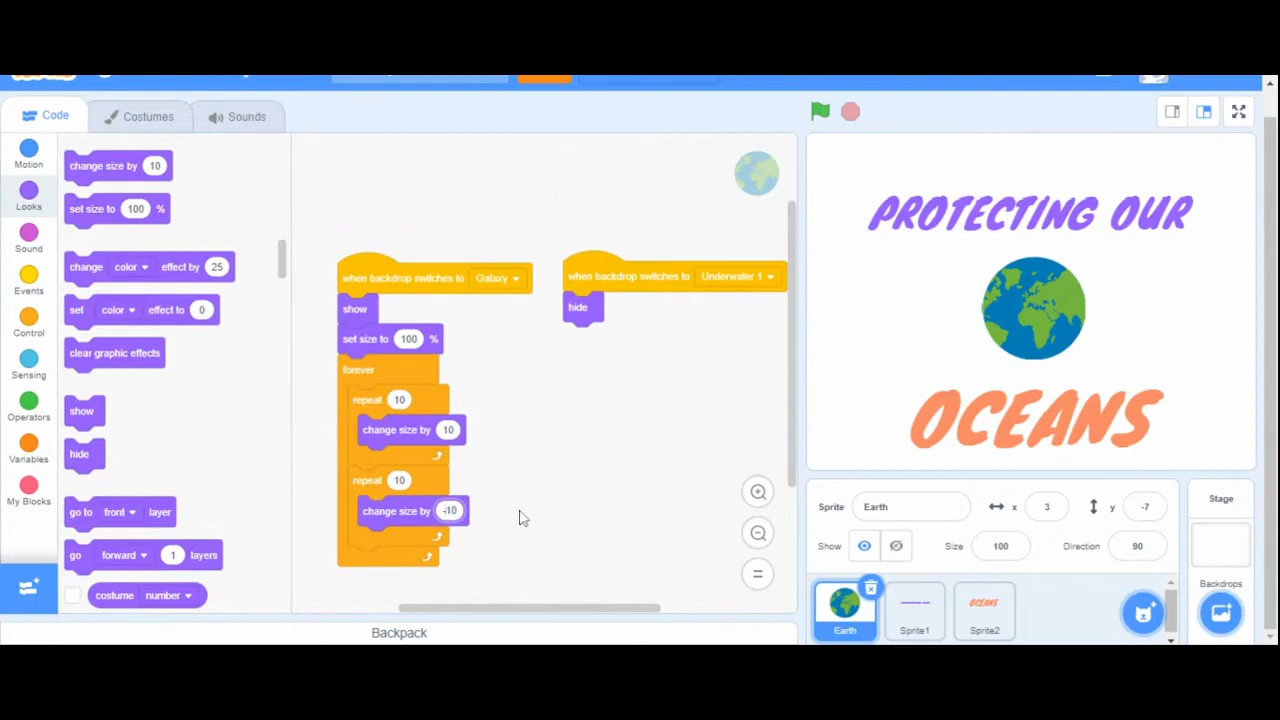 Code
Costumes
Sounds
Motion
Looks
Sound
Events
Control
Sensing
Operators
Variables
My Blocks
change size by 10
set size to 100 %
change color effect by 25
set color effect to 0
clear graphic effects
show
hide
go to front layer
go forward 1 layers
costume number
when backdrop switches to Galaxy
show
set size to 100 %
forever
repeat 10
change size by 10
repeat 10
change size by -10
when backdrop switches to Underwater 1
hide
Backpack
PROTECTING OUR
OCEANS
Sprite Earth x 3 y -7
Show Size 100 Direction 90
Earth
Sprite1
OCEANS
Sprite2
Stage
Backdrops